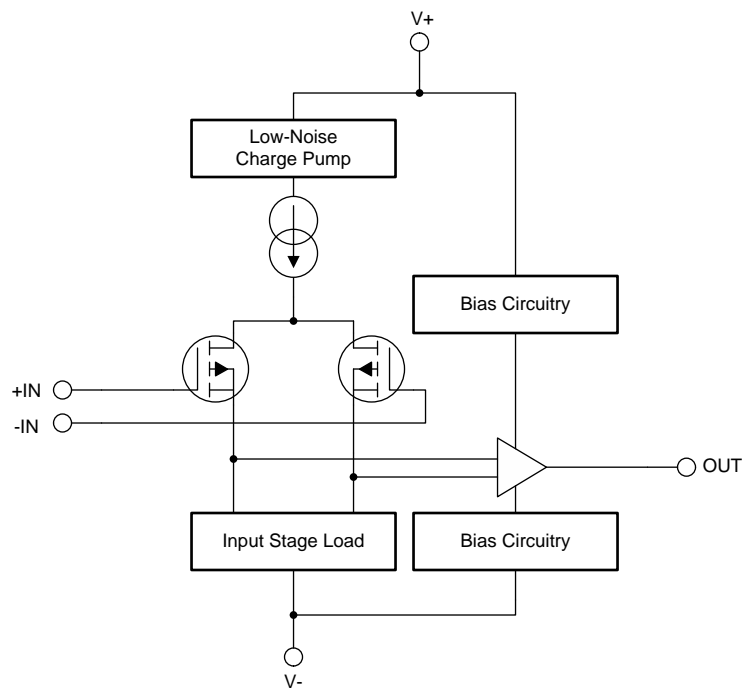 V+
Low-Noise
Charge Pump
Bias Circuitry
+IN
-IN
OUT
Input Stage Load
Bias Circuitry
V-